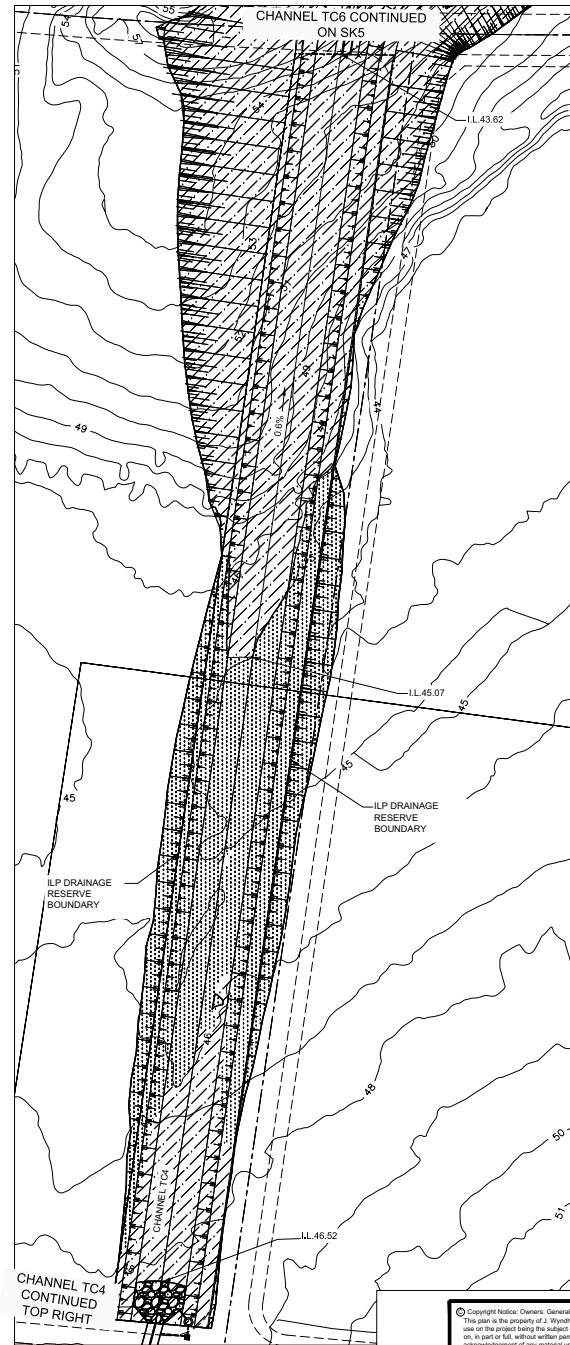 CHANNEL TC6 CONTINUED
ON SK5
54
55
54
I.L.43.62
50
47
53
51
52
49
44
0.6%
49
I.L.45.07
45
45
45
ILP DRAINAGE
RESERVE
BOUNDARY
ILP DRAINAGE
RESERVE
BOUNDARY
46
48
50
CHANNEL TC4
51
I.L.46.52
CHANNEL TC4
CONTINUED
TOP RIGHT
© Copyright Notice: Owners: General
This plan is the property of J. Wyndh
use on the project being the subject
on, in part or full, without written perm